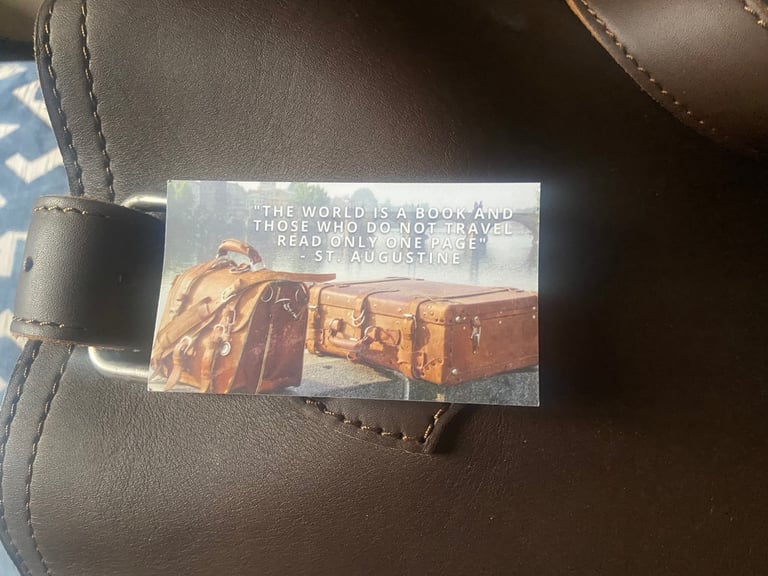 "THE WORLD IS A BOOK AND
THOSE WHO DO NOT TRAVEL
READ ONLY ONE PAGE"
- ST. AUGUSTINE